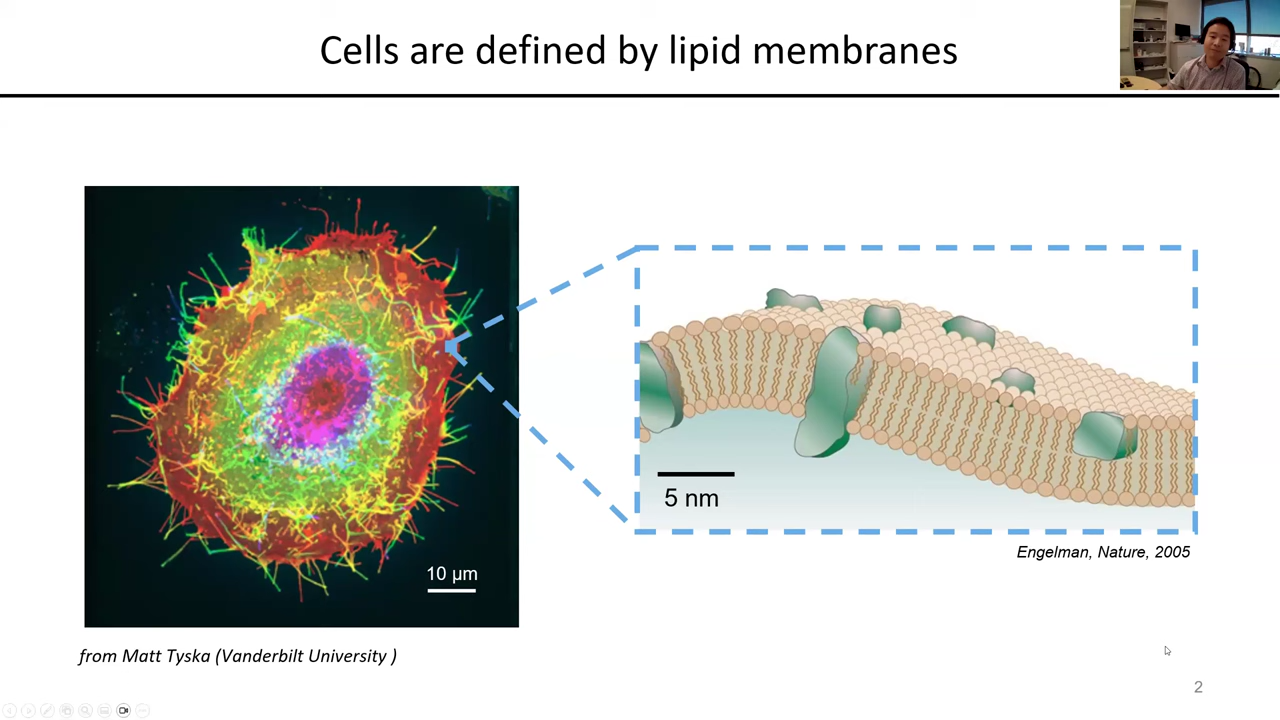 Cells are defined by lipid membranes
10 µm
5 nm
Engelman, Nature, 2005
from Matt Tyska (Vanderbilt University )
2